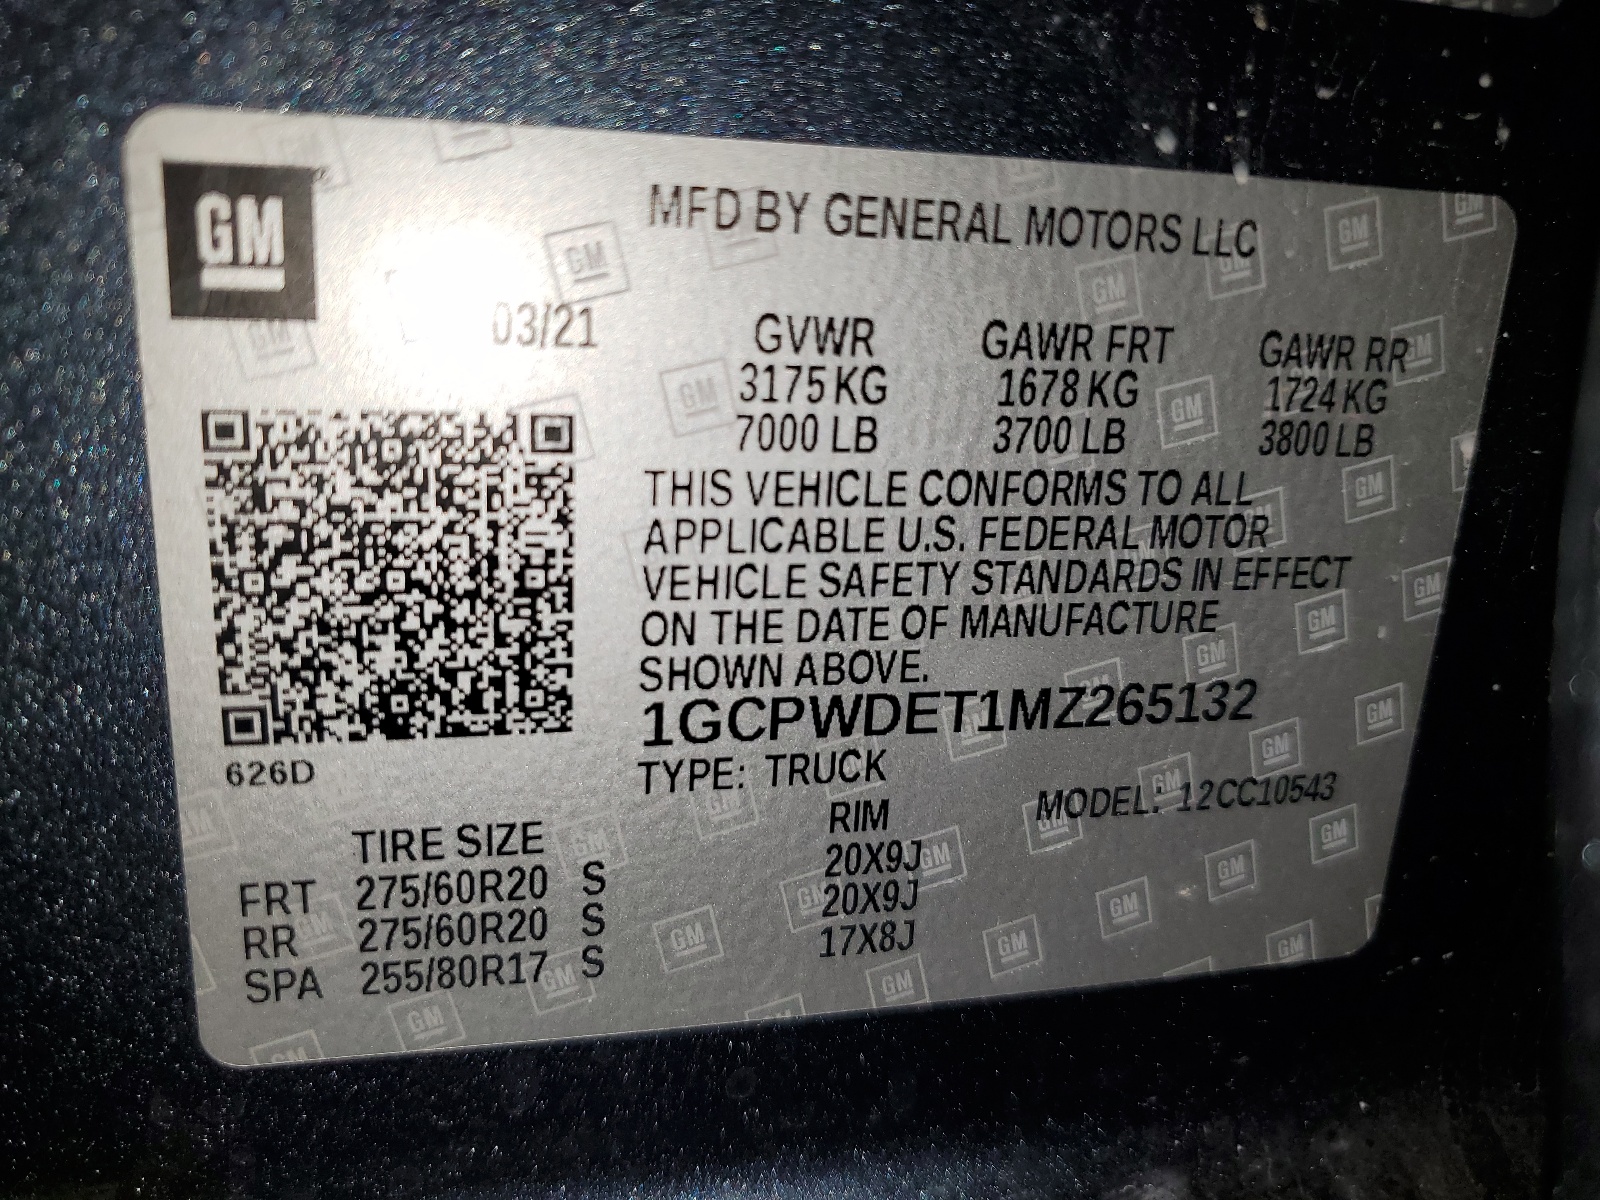 GM
MFD BY GENERAL MOTORS LLC
03/21
GVWR GAWR FRT GAWR RR
3175 KG 1678 KG 1724 KG
7000 LB 3700 LB 3800 LB
THIS VEHICLE CONFORMS TO ALL
APPLICABLE U.S. FEDERAL MOTOR
VEHICLE SAFETY STANDARDS IN EFFECT
ON THE DATE OF MANUFACTURE
SHOWN ABOVE.
1GCPWDET1MZ265132
626D
TYPE: TRUCK
MODEL: 12CC10543
TIRE SIZE RIM
FRT 275/60R20 S 20X9J
RR 275/60R20 S 20X9J
SPA 255/80R17 S 17X8J